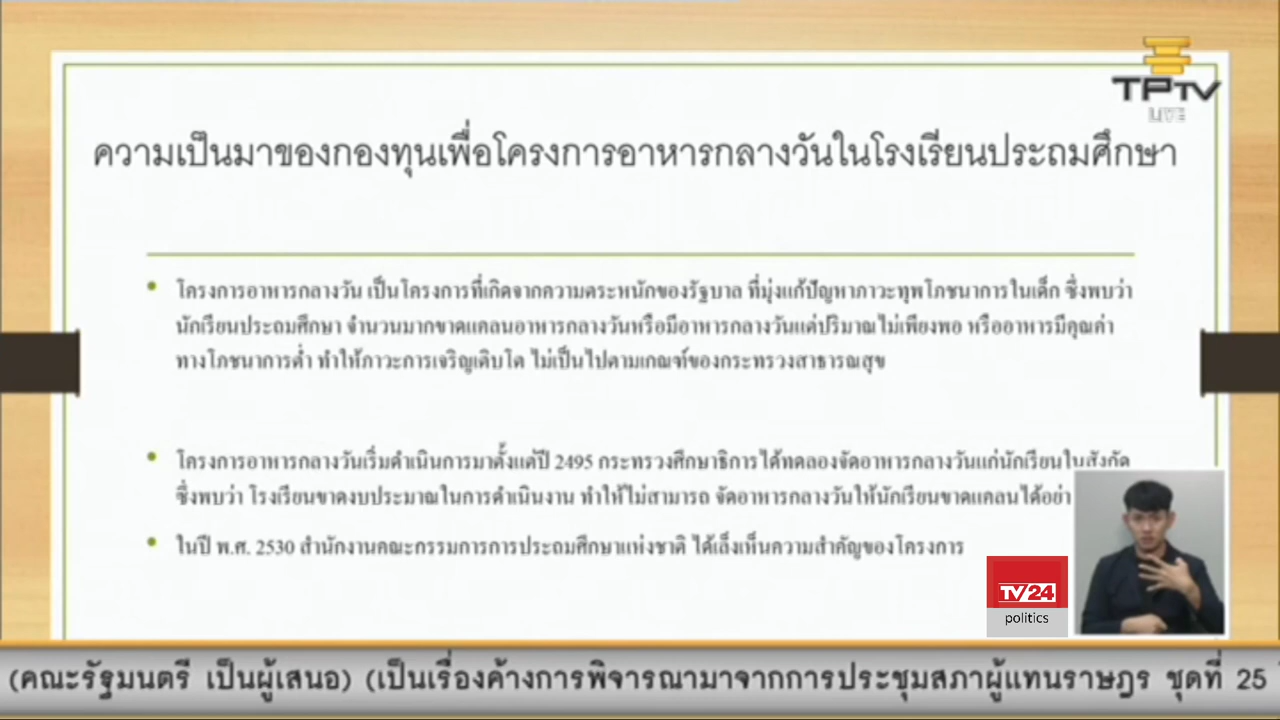 TPTV
LIVE
ความเป็นมาของกองทุนเพื่อโครงการอาหารกลางวันในโรงเรียนประถมศึกษา
• โครงการอาหารกลางวัน เป็นโครงการที่เกิดจากความตระหนักของรัฐบาล ที่มุ่งแก้ปัญหาภาวะทุพโภชนาการในเด็ก ซึ่งพบว่า
นักเรียนประถมศึกษา จำนวนมากขาดแคลนอาหารกลางวันหรือมีอาหารกลางวันแต่ปริมาณไม่เพียงพอ หรืออาหารมีคุณค่า
ทางโภชนาการต่ำ ทำให้ภาวะการเจริญเติบโต ไม่เป็นไปตามเกณฑ์ของกระทรวงสาธารณสุข
• โครงการอาหารกลางวันเริ่มดำเนินการมาตั้งแต่ปี 2495 กระทรวงศึกษาธิการได้ทดลองจัดอาหารกลางวันแก่นักเรียนในสังกัด
ซึ่งพบว่า โรงเรียนขาดงบประมาณในการดำเนินงาน ทำให้ไม่สามารถ จัดอาหารกลางวันให้นักเรียนขาดแคลนได้อย่า
• ในปี พ.ศ. 2530 สำนักงานคณะกรรมการการประถมศึกษาแห่งชาติ ได้เล็งเห็นความสำคัญของโครงการ
TV24
politics
(คณะรัฐมนตรี เป็นผู้เสนอ) (เป็นเรื่องค้างการพิจารณามาจากการประชุมสภาผู้แทนราษฎร ชุดที่ 25